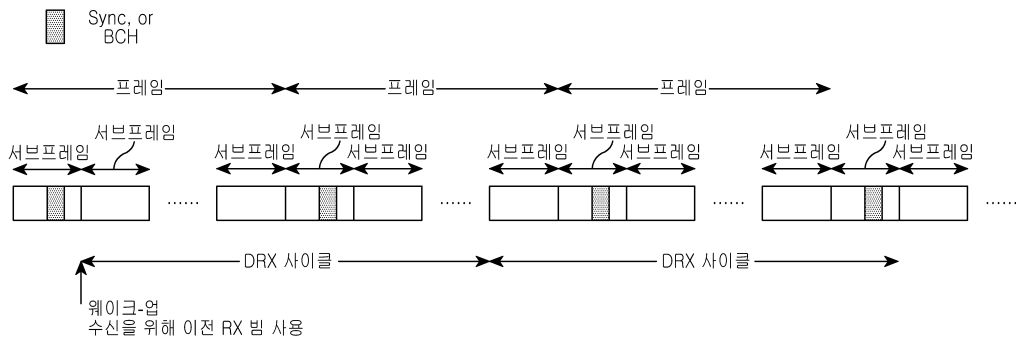 Sync, or
BCH
프레임
프레임
프레임
서브프레임
서브프레임
서브프레임
서브프레임
서브프레임
서브프레임
서브프레임
서브프레임
서브프레임
서브프레임
서브프레임
......
......
......
......
DRX 사이클
DRX 사이클
웨이크-업
수신을 위해 이전 RX 빔 사용